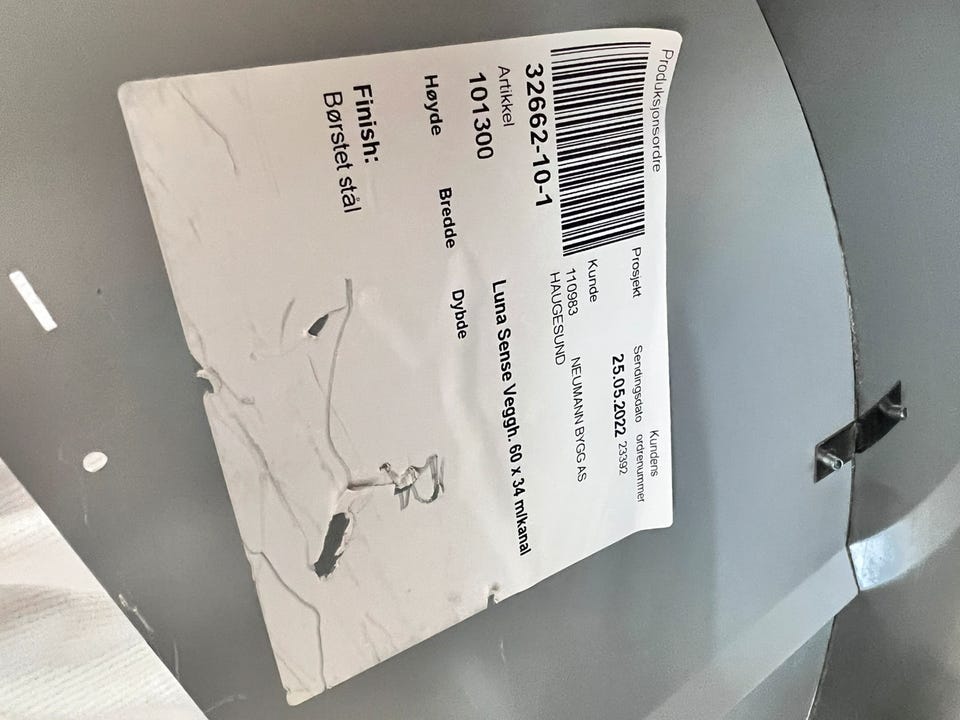 Produksjonsordre
Prosjekt
Sendingsdato
Kundens ordrenummer
25.05.2022 23392
Kunde
110983 NEUMANN BYGG AS
HAUGESUND
32662-10-1
Artikkel
101300 Luna Sense Veggh. 60 x 34 m/kanal
Høyde Bredde Dybde
Finish:
Børstet stål